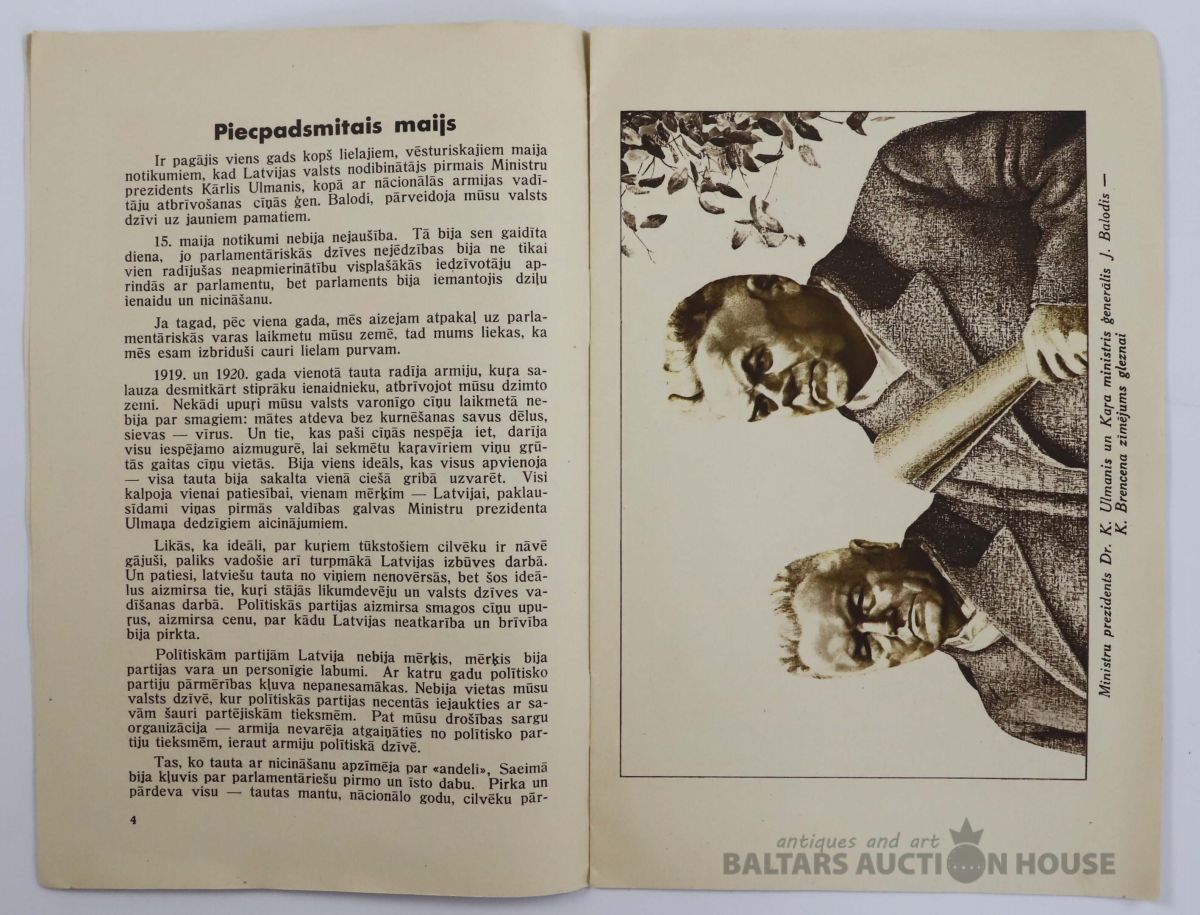 Piecpadsmitais maijs
Ir pagājis viens gads kopš lielajiem, vēsturiskajiem maija
notikumiem, kad Latvijas valsts nodibinātājs pirmais Ministru
prezidents Kārlis Ulmanis, kopā ar nācionālās armijas vadī-
tāju atbrīvošanas cīņās ģen. Balodi, pārveidoja mūsu valsts
dzīvi uz jauniem pamatiem.
15. maija notikumi nebija nejaušība. Tā bija sen gaidīta
diena, jo parlamentāriskās dzīves nejēdzības bija ne tikai
vien radījušas neapmierinātību visplašākās iedzīvotāju ap-
rindās ar parlamentu, bet parlaments bija iemantojis dziļu
ienaidu un nicināšanu.
Ja tagad, pēc viena gada, mēs aizejam atpakaļ uz parla-
mentāriskās varas laikmetu mūsu zemē, tad mums liekas, ka
mēs esam izbriduši cauri lielam purvam.
1919. un 1920. gada vienotā tauta radīja armiju, kuŗa sa-
lauza desmitkārt stiprāku ienaidnieku, atbrīvojot mūsu dzimto
zemi. Nekādi upuŗi mūsu valsts varonīgo cīņu laikmetā ne-
bija par smagiem: mātes atdeva bez kurnēšanas savus dēlus,
sievas — vīrus. Un tie, kas paši cīņās nespēja iet, darīja
visu iespējamo aizmugurē, lai sekmētu kaŗavīriem viņu gŗū-
tās gaitas cīņu vietās. Bija viens ideāls, kas visus apvienoja
— visa tauta bija sakalta vienā ciešā gribā uzvarēt. Visi
kalpoja vienai patiesībai, vienam mērķim — Latvijai, paklau-
sīdami viņas pirmās valdības galvas Ministru prezidenta
Ulmaņa dedzīgiem aicinājumiem.
Likās, ka ideāli, par kuŗiem tūkstošiem cilvēku ir nāvē
gājuši, paliks vadošie arī turpmākā Latvijas izbūves darbā.
Un patiesi, latviešu tauta no viņiem nenovērsās, bet šos ideā-
lus aizmirsa tie, kuŗi stājās likumdevēju un valsts dzīves va-
dīšanas darbā. Polītiskās partijas aizmirsa smagos cīņu upu-
ŗus, aizmirsa cenu, par kādu Latvijas neatkarība un brīvība
bija pirkta.
Polītiskām partijām Latvija nebija mērķis, mērķis bija
partijas vara un personīgie labumi. Ar katru gadu polītisko
partiju pārmērības kļuva nepanesamākas. Nebija vietas mūsu
valsts dzīvē, kur polītiskās partijas necentās iejaukties ar sa-
vām šauri partējiskām tieksmēm. Pat mūsu drošības sargu
organizācija — armija nevarēja atgaiņāties no polītisko par-
tiju tieksmēm, ieraut armiju polītiskā dzīvē.
Tas, ko tauta ar nicināšanu apzīmēja par «andeli», Saeimā
bija kļuvis par parlamentāriešu pirmo un īsto dabu. Pirka un
pārdeva visu — tautas mantu, nācionālo godu, cilvēku pār-
4
Ministru prezidents Dr. K. Ulmanis un Kaŗa ministris ģenerālis J. Balodis —
K. Brencena zīmējums gleznai
antiques and art
BALTARS AUCTION HOUSE